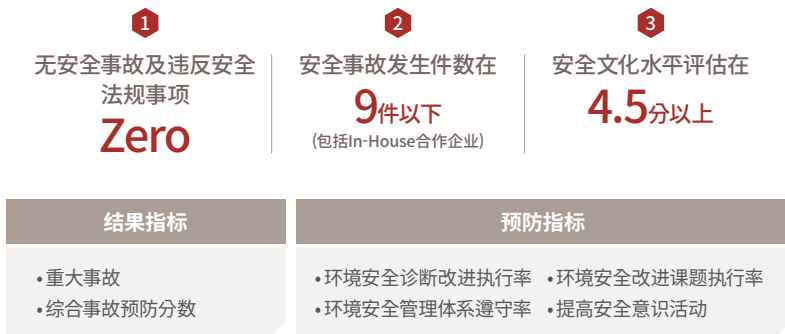 1
无安全事故及违反安全
法规事项
Zero
2
安全事故发生件数在
9件以下
(包括In-House合作企业)
3
安全文化水平评估在
4.5分以上
结果指标
•重大事故
•综合事故预防分数
预防指标
•环境安全诊断改进执行率 •环境安全改进课题执行率
•环境安全管理体系遵守率 •提高安全意识活动